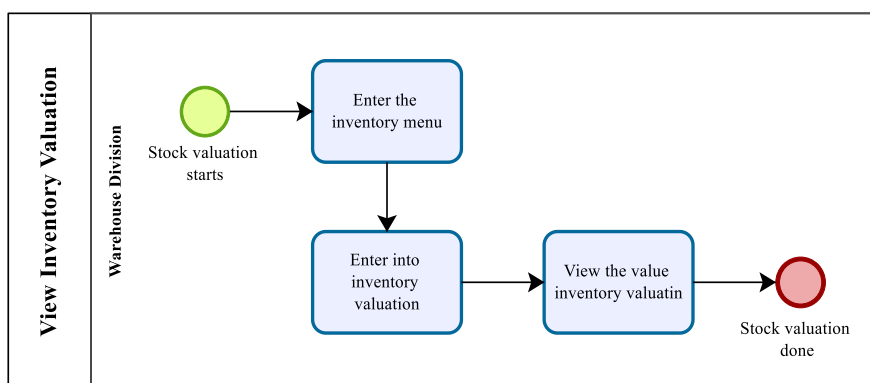 View Inventory Valuation
Warehouse Division
Stock valuation
starts
Enter the
inventory menu
Enter into
inventory
valuation
View the value
inventory valuatin
Stock valuation
done